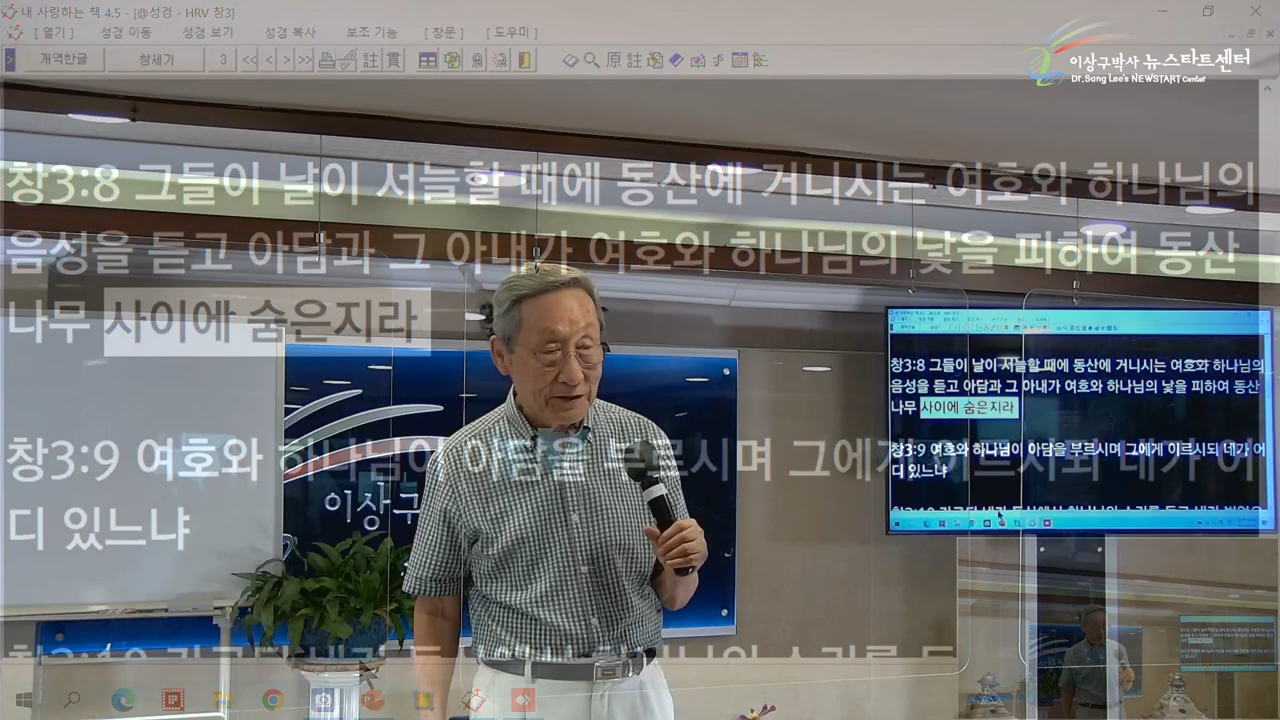 내 사랑하는 책 4.5 - [@성경 - HRV 창3]
[ 열기 ] 성경 이동 성경 보기 성경 복사 보조 기능 [ 창문 ] [ 도우미 ]
개역한글 창세기 3 << < > >> 註 貫 原 註
이상구박사 뉴스타트센터
Dr.Sang Lee's NEWSTART Center
창3:8 그들이 날이 서늘할 때에 동산에 거니시는 여호와 하나님의
음성을 듣고 아담과 그 아내가 여호와 하나님의 낯을 피하여 동산
나무 사이에 숨은지라
창3:9 여호와 하나님이 아담을 부르시며 그에게 이르시되 네가 어
디 있느냐
이상구
창3:8 그들이 날이 서늘할 때에 동산에 거니시는 여호와 하나님의
음성을 듣고 아담과 그 아내가 여호와 하나님의 낯을 피하여 동산
나무 사이에 숨은지라
창3:9 여호와 하나님이 아담을 부르시며 그에게 이르시되 네가 어
디 있느냐